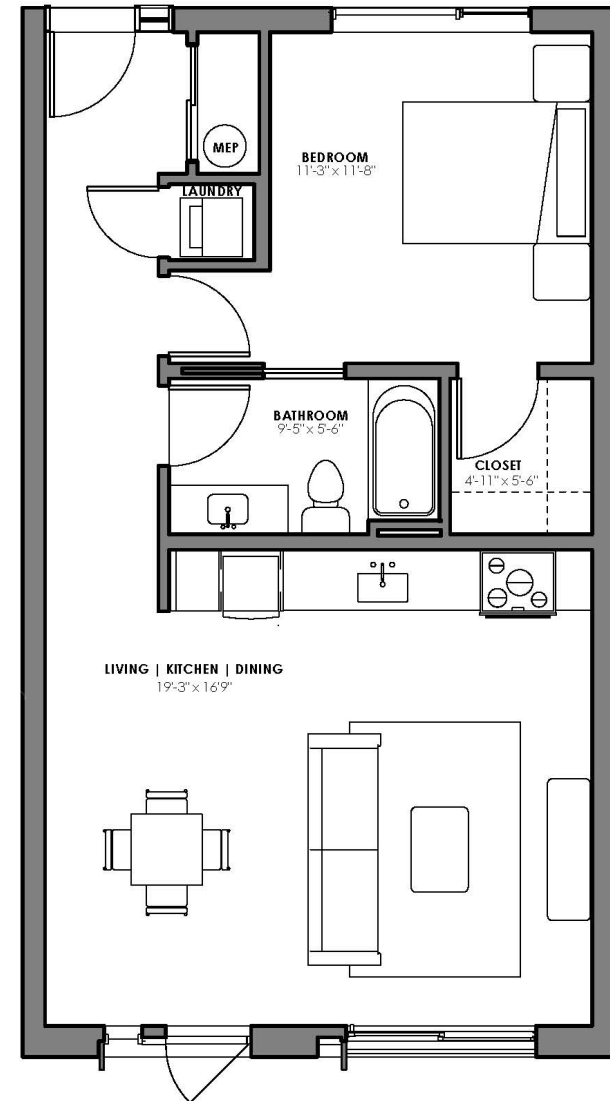 MEP
BEDROOM
11'-3" x 11'-8"
LAUNDRY
BATHROOM
9'-5" x 5'-6"
CLOSET
4'-11" x 5'-6"
LIVING | KITCHEN | DINING
19'-3" x 16'9"